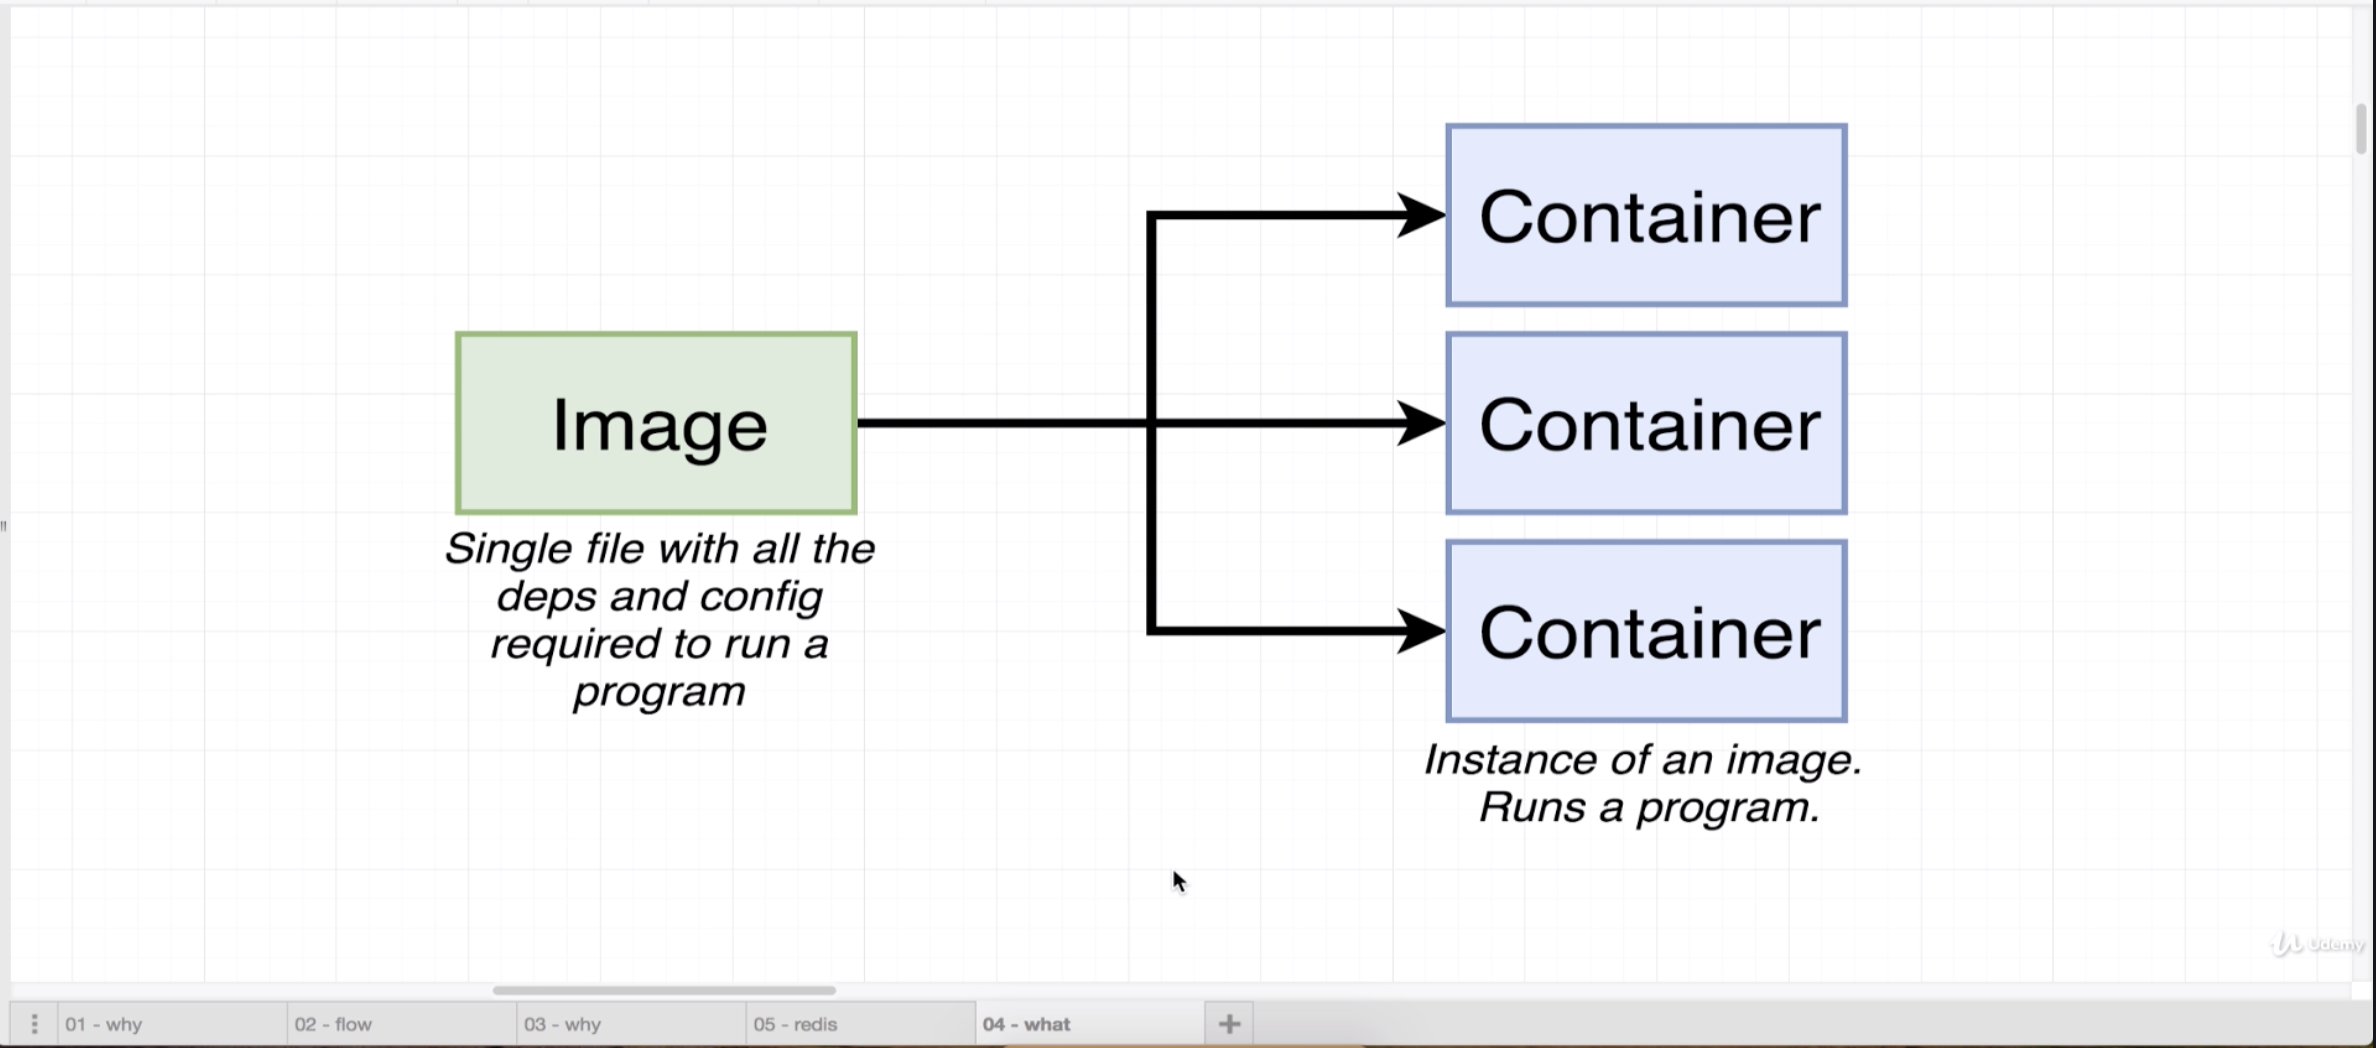 Container
Image
Container
Container
Single file with all the
deps and config
required to run a
program
Instance of an image.
Runs a program.
Udemy
01 - why
02 - flow
03 - why
05 - redis
04 - what